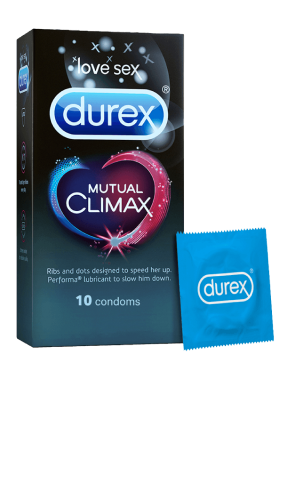 love sex
durex
MUTUAL
CLIMAX
Ribs and dots designed to speed her up.
Performa® lubricant to slow him down.
10 condoms
durex